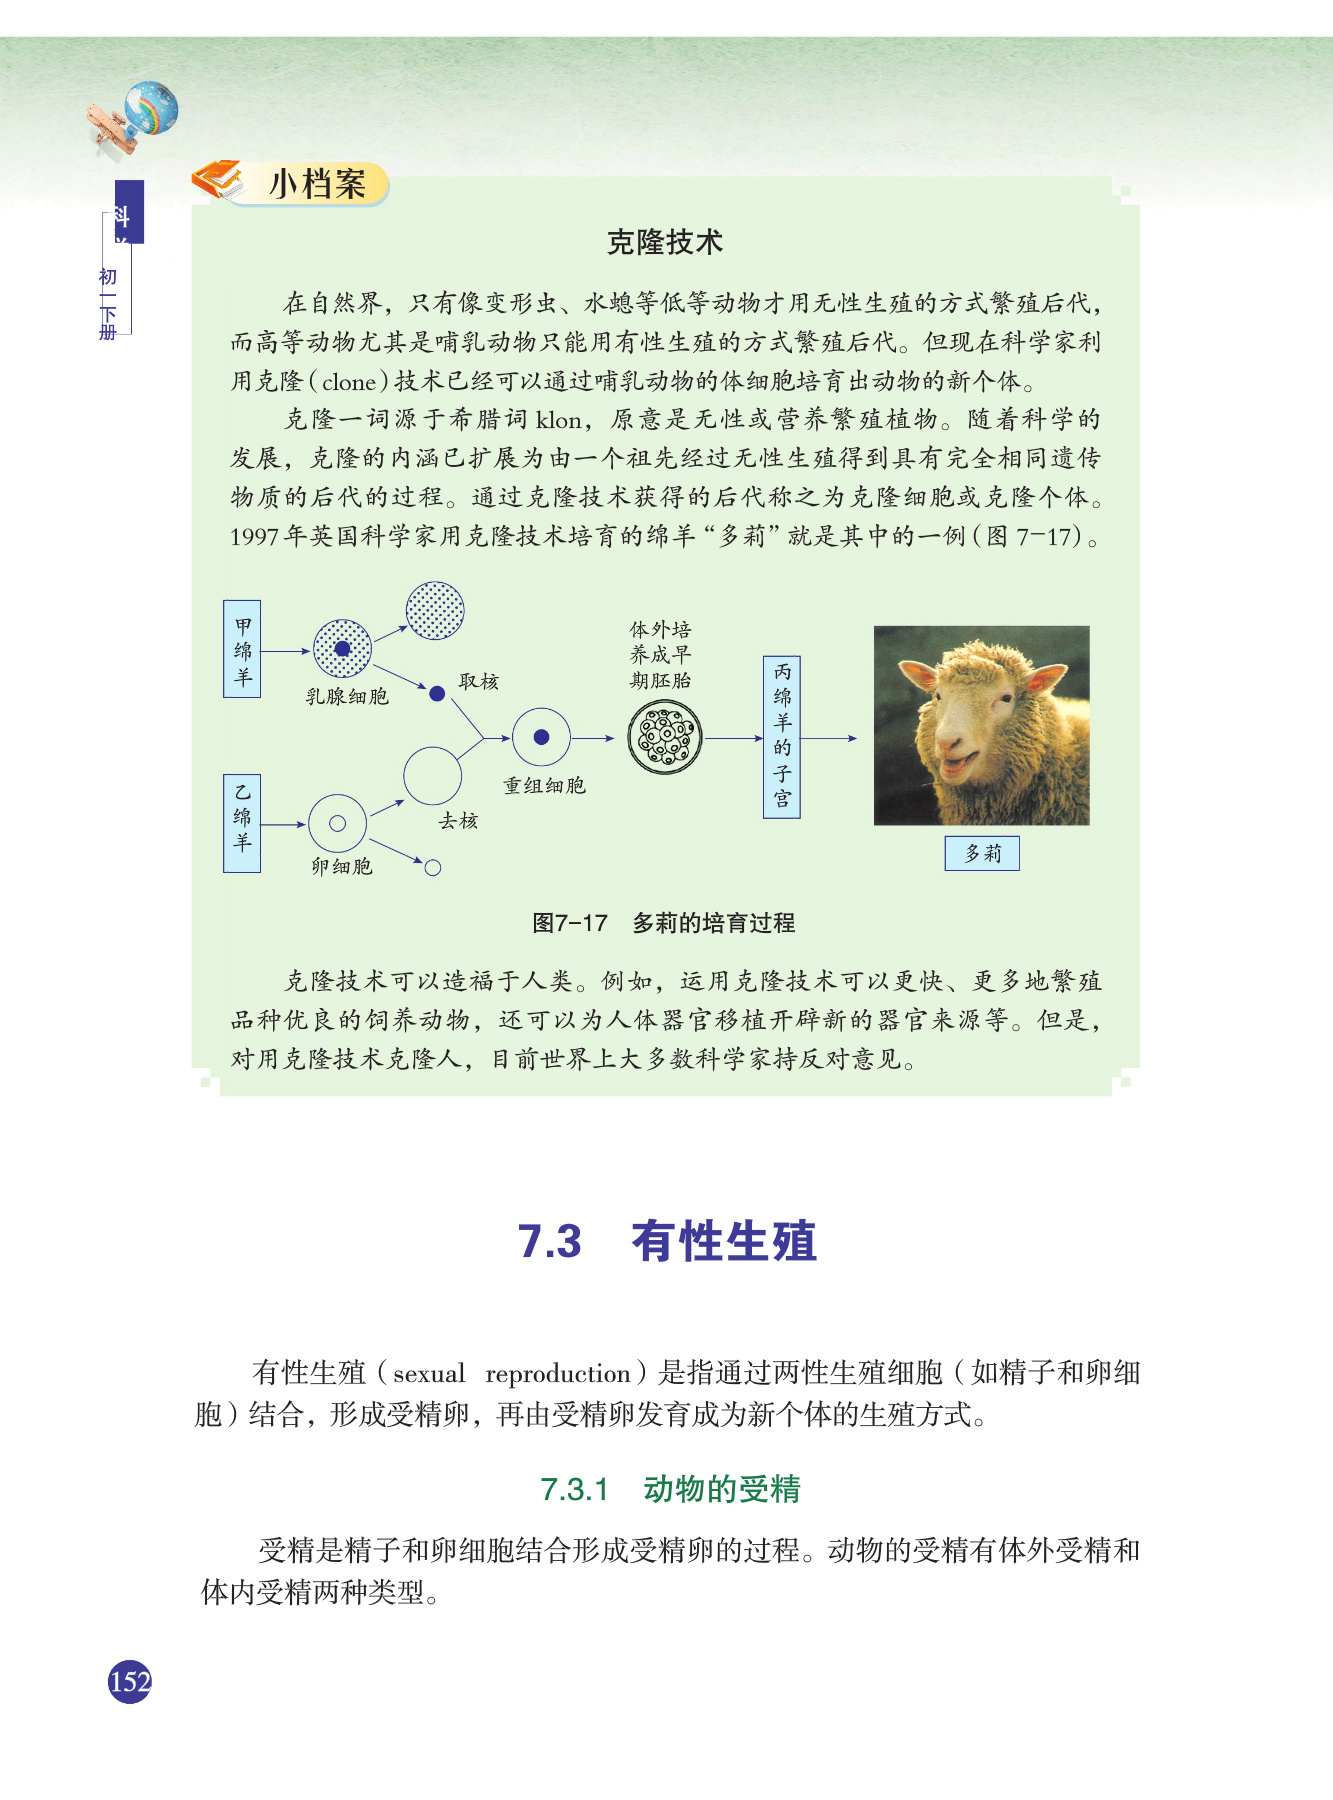 小档案
科
初一下册
克隆技术
在自然界，只有像变形虫、水螅等低等动物才用无性生殖的方式繁殖后代，
而高等动物尤其是哺乳动物只能用有性生殖的方式繁殖后代。但现在科学家利
用克隆（clone）技术已经可以通过哺乳动物的体细胞培育出动物的新个体。
克隆一词源于希腊词 klon，原意是无性或营养繁殖植物。随着科学的
发展，克隆的内涵已扩展为由一个祖先经过无性生殖得到具有完全相同遗传
物质的后代的过程。通过克隆技术获得的后代称之为克隆细胞或克隆个体。
1997年英国科学家用克隆技术培育的绵羊“多莉”就是其中的一例（图 7-17）。
甲绵羊
乳腺细胞
取核
乙绵羊
卵细胞
去核
重组细胞
体外培
养成早
期胚胎
丙绵羊的子宫
多莉
图7-17 多莉的培育过程
克隆技术可以造福于人类。例如，运用克隆技术可以更快、更多地繁殖
品种优良的饲养动物，还可以为人体器官移植开辟新的器官来源等。但是，
对用克隆技术克隆人，目前世界上大多数科学家持反对意见。
7.3 有性生殖
有性生殖（sexual reproduction）是指通过两性生殖细胞（如精子和卵细
胞）结合，形成受精卵，再由受精卵发育成为新个体的生殖方式。
7.3.1 动物的受精
受精是精子和卵细胞结合形成受精卵的过程。动物的受精有体外受精和
体内受精两种类型。
152